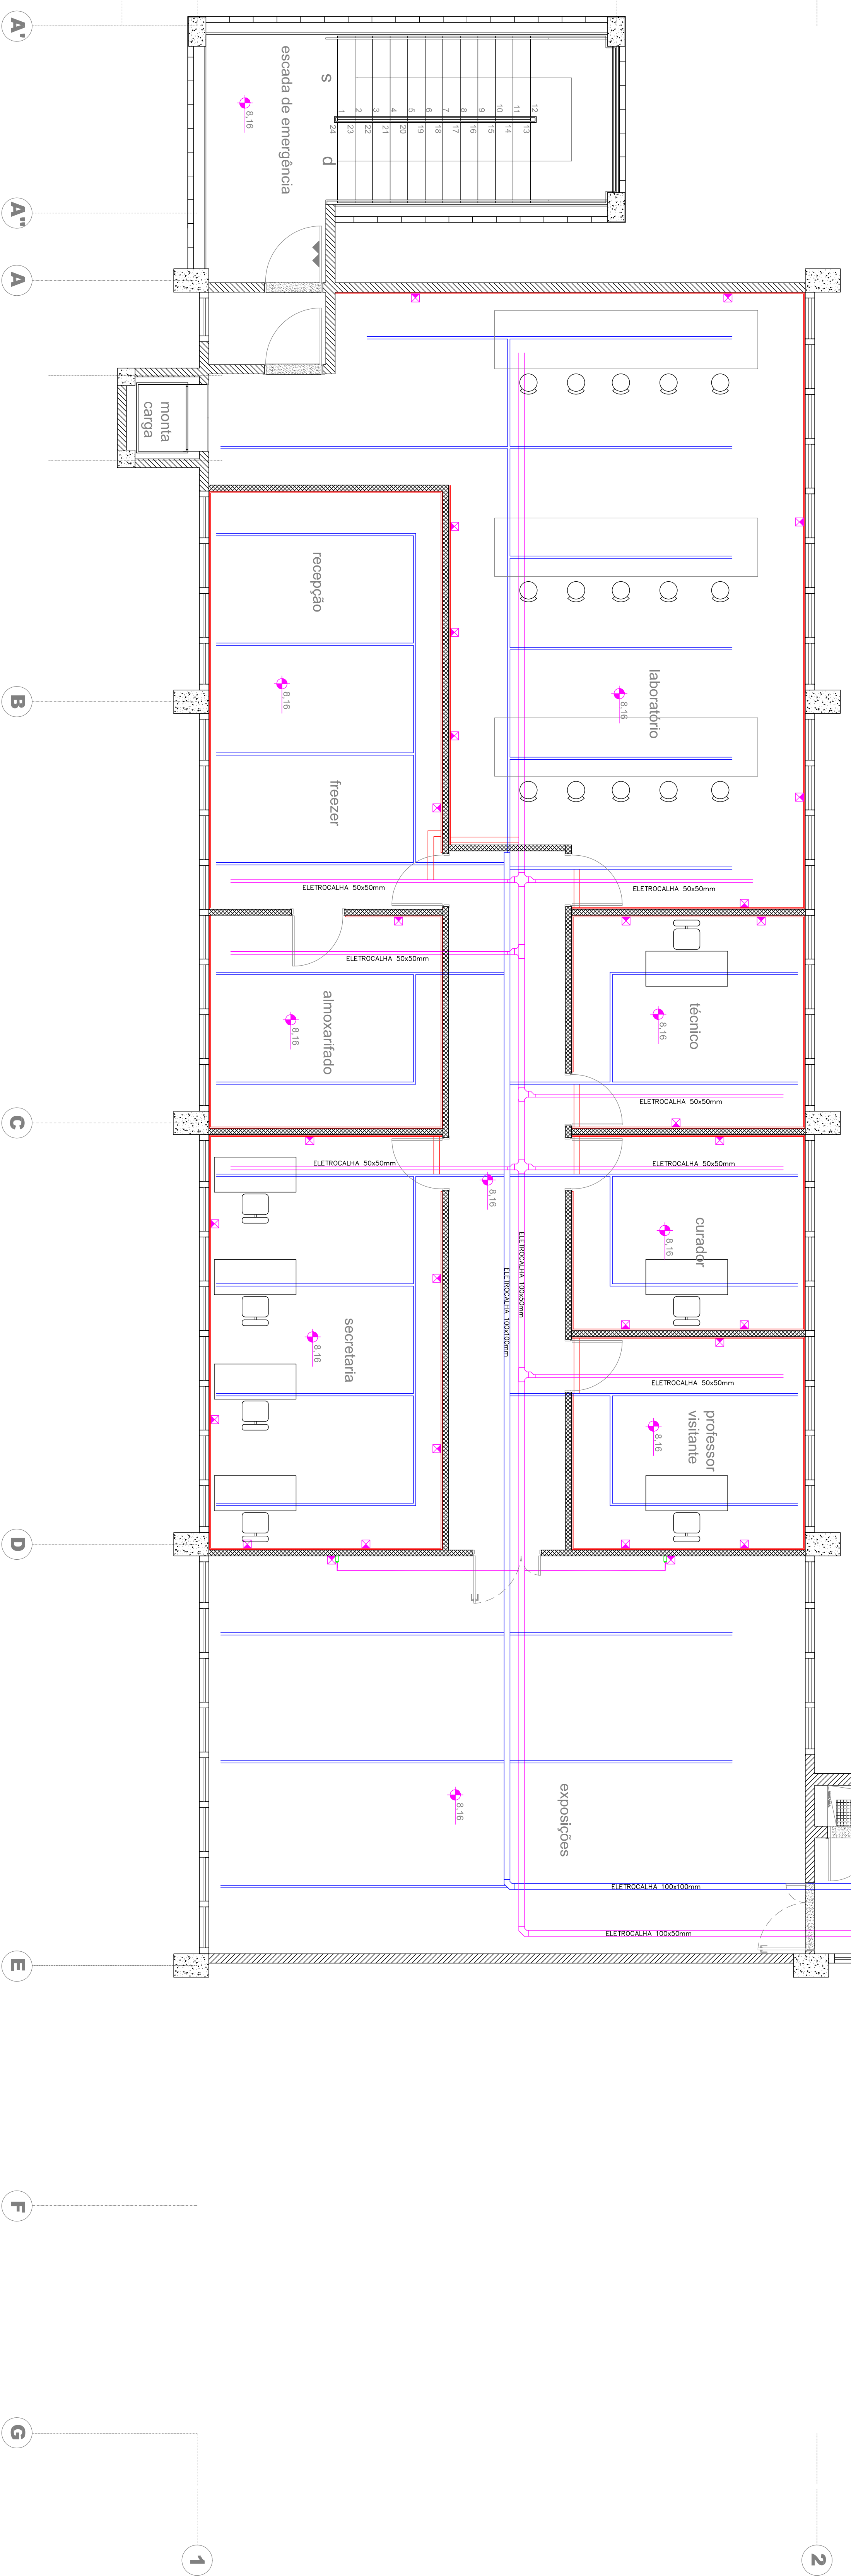 A'
A"
A
B
C
D
E
F
G
1
2
escada de emergência
8,16
s
d
1
2
3
4
5
6
7
8
9
10
11
12
24
23
22
21
20
19
18
17
16
15
14
13
monta
carga
recepção
8,16
freezer
laboratório
8,16
ELETROCALHA 50x50mm
ELETROCALHA 50x50mm
ELETROCALHA 50x50mm
almoxarifado
8,16
técnico
8,16
ELETROCALHA 50x50mm
ELETROCALHA 50x50mm
ELETROCALHA 50x50mm
8,16
curador
8,16
ELETROCALHA 100x50mm
ELETROCALHA 100x100mm
secretaria
8,16
ELETROCALHA 50x50mm
professor
visitante
8,16
exposições
8,16
ELETROCALHA 100x100mm
ELETROCALHA 100x50mm